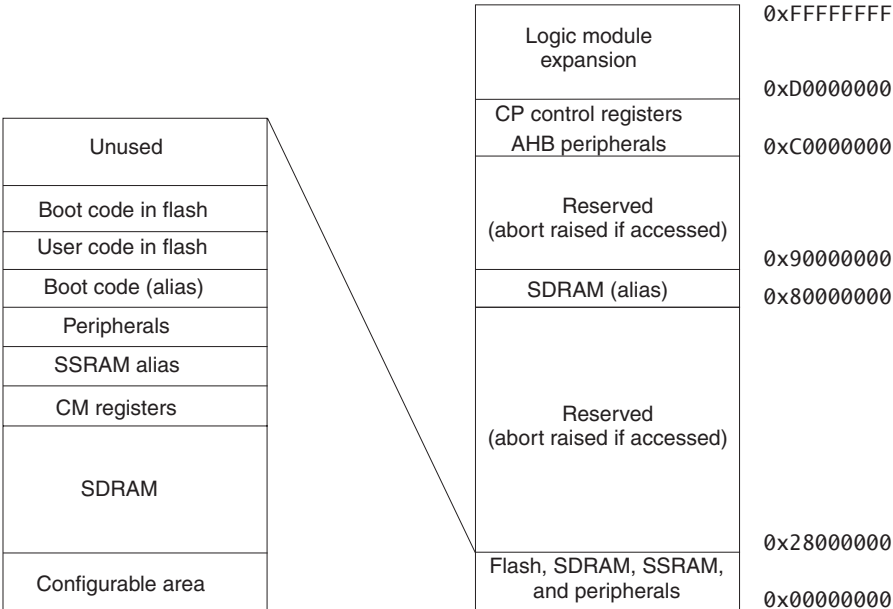 Unused
Boot code in flash
User code in flash
Boot code (alias)
Peripherals
SSRAM alias
CM registers
SDRAM
Configurable area
0xFFFFFFFF
Logic module
expansion
0xD0000000
CP control registers
AHB peripherals
0xC0000000
Reserved
(abort raised if accessed)
0x90000000
SDRAM (alias)
0x80000000
Reserved
(abort raised if accessed)
0x28000000
Flash, SDRAM, SSRAM,
and peripherals
0x00000000